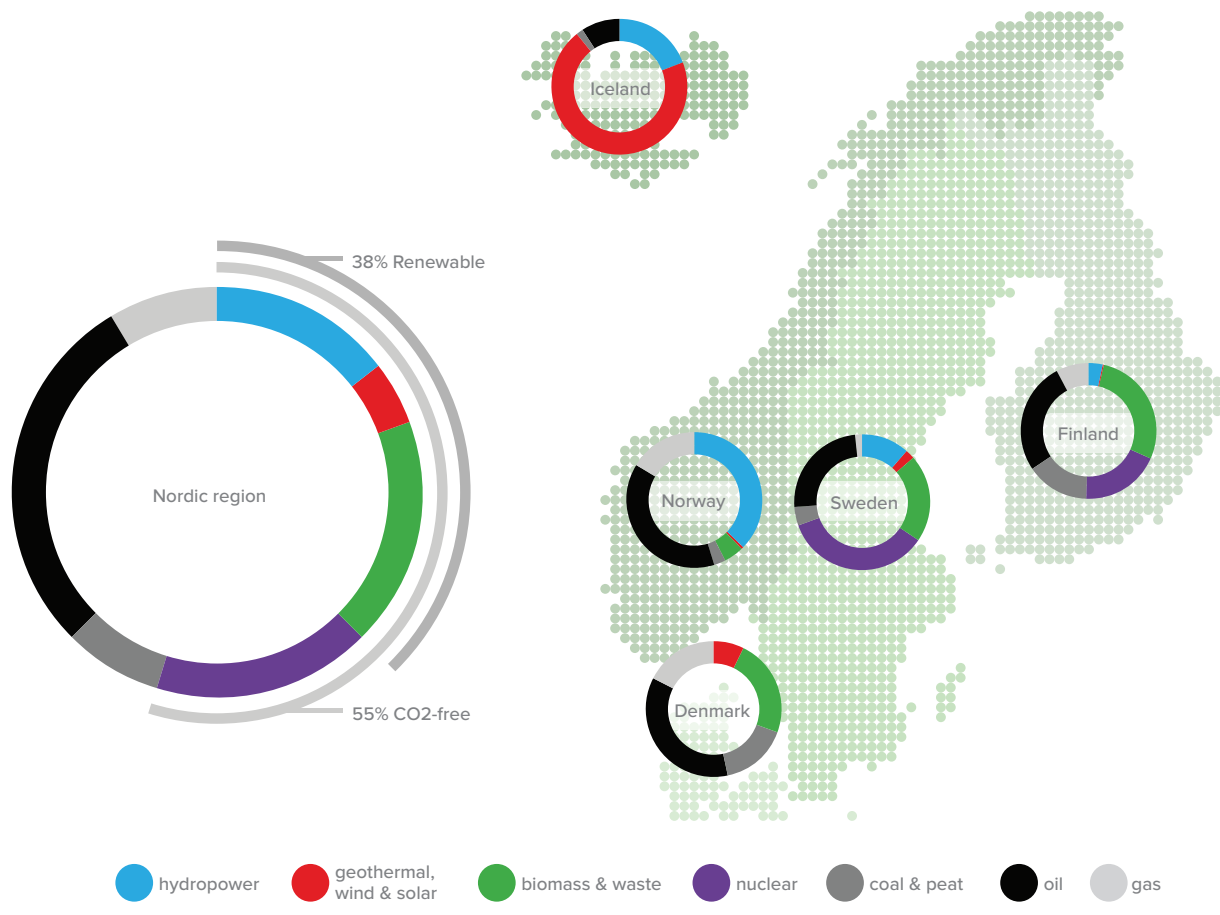 Iceland
38% Renewable
Nordic region
Finland
Norway
Sweden
Denmark
55% CO2-free
hydropower
geothermal,
wind & solar
biomass & waste
nuclear
coal & peat
oil
gas